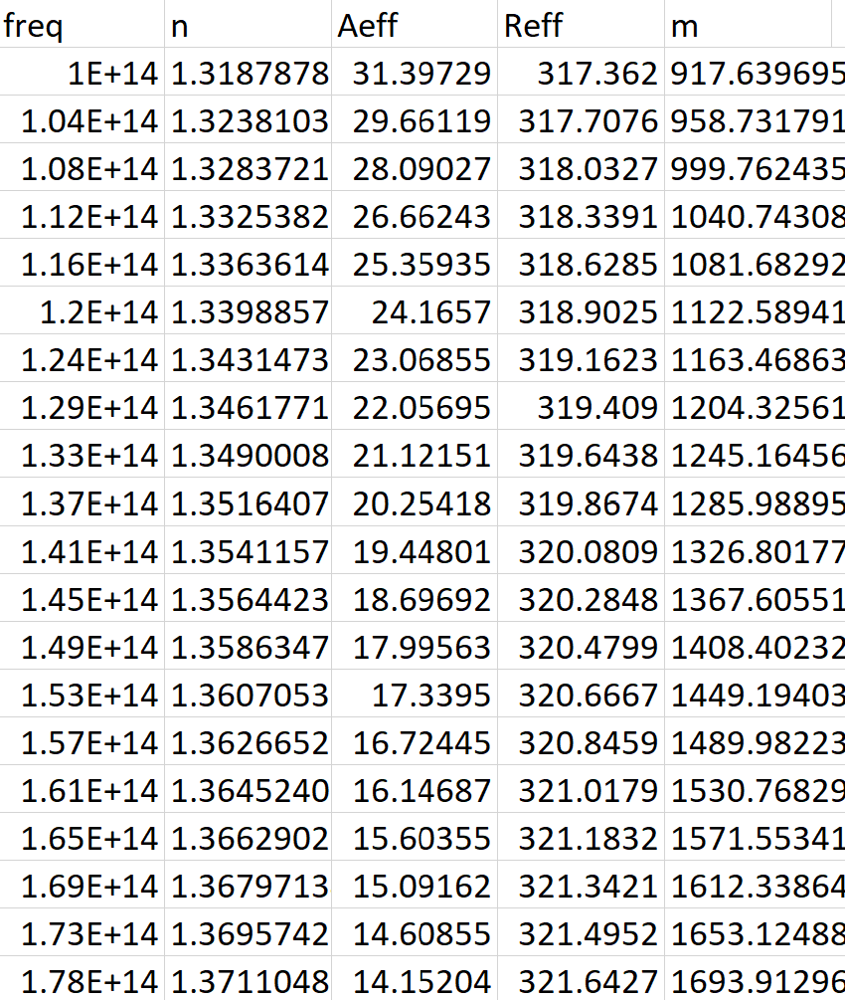 freq n Aeff Reff m
1E+14 1.3187878 31.39729 317.362 917.639695
1.04E+14 1.3238103 29.66119 317.7076 958.731791
1.08E+14 1.3283721 28.09027 318.0327 999.762435
1.12E+14 1.3325382 26.66243 318.3391 1040.74308
1.16E+14 1.3363614 25.35935 318.6285 1081.68292
1.2E+14 1.3398857 24.1657 318.9025 1122.58941
1.24E+14 1.3431473 23.06855 319.1623 1163.46863
1.29E+14 1.3461771 22.05695 319.409 1204.32561
1.33E+14 1.3490008 21.12151 319.6438 1245.16456
1.37E+14 1.3516407 20.25418 319.8674 1285.98895
1.41E+14 1.3541157 19.44801 320.0809 1326.80177
1.45E+14 1.3564423 18.69692 320.2848 1367.60551
1.49E+14 1.3586347 17.99563 320.4799 1408.40232
1.53E+14 1.3607053 17.3395 320.6667 1449.19403
1.57E+14 1.3626652 16.72445 320.8459 1489.98223
1.61E+14 1.3645240 16.14687 321.0179 1530.76829
1.65E+14 1.3662902 15.60355 321.1832 1571.55341
1.69E+14 1.3679713 15.09162 321.3421 1612.33864
1.73E+14 1.3695742 14.60855 321.4952 1653.12488
1.78E+14 1.3711048 14.15204 321.6427 1693.91296